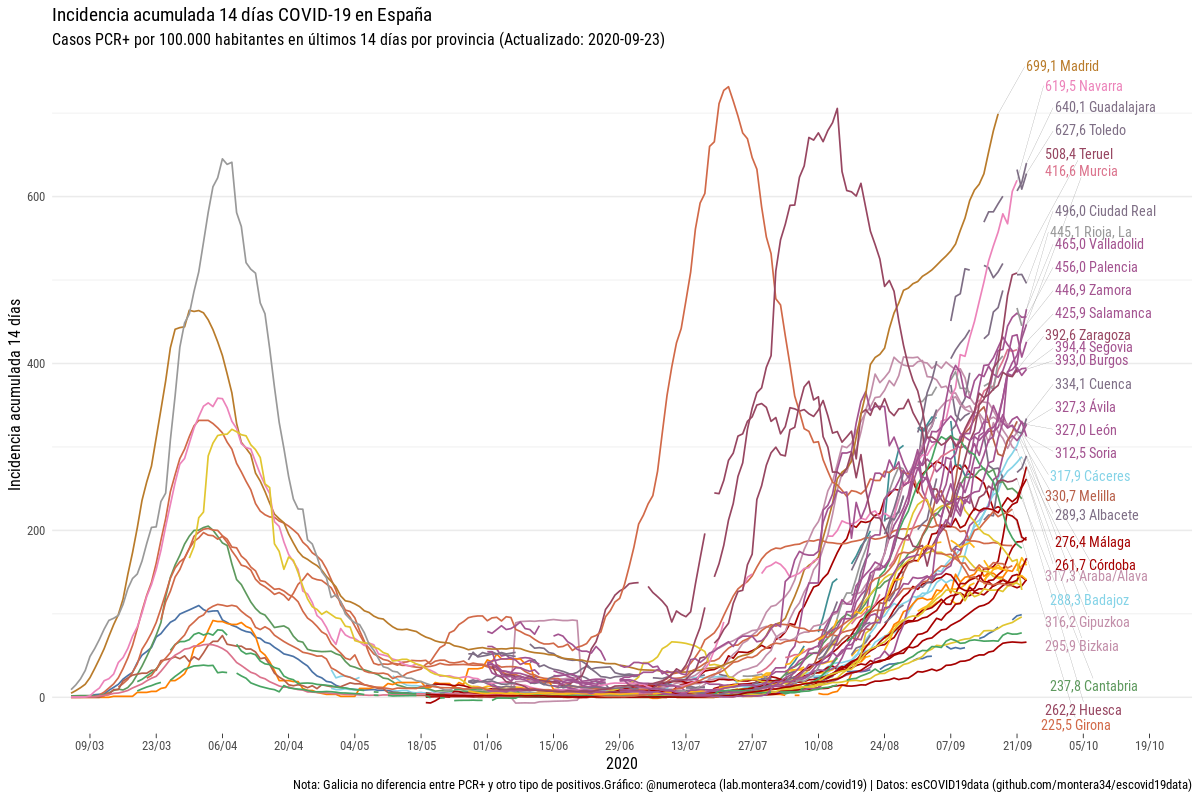 Incidencia acumulada 14 días COVID-19 en España
Casos PCR+ por 100.000 habitantes en últimos 14 días por provincia (Actualizado: 2020-09-23)
699,1 Madrid
619,5 Navarra
640,1 Guadalajara
627,6 Toledo
508,4 Teruel
416,6 Murcia
496,0 Ciudad Real
445,1 Rioja, La
465,0 Valladolid
456,0 Palencia
446,9 Zamora
425,9 Salamanca
392,6 Zaragoza
394,4 Segovia
393,0 Burgos
334,1 Cuenca
327,3 Ávila
327,0 León
312,5 Soria
317,9 Cáceres
330,7 Melilla
289,3 Albacete
276,4 Málaga
261,7 Córdoba
317,3 Araba/Álava
288,3 Badajoz
316,2 Gipuzkoa
295,9 Bizkaia
237,8 Cantabria
262,2 Huesca
225,5 Girona
Incidencia acumulada 14 días
600
400
200
0
09/03 23/03 06/04 20/04 04/05 18/05 01/06 15/06 29/06 13/07 27/07 10/08 24/08 07/09 21/09 05/10 19/10
2020
Nota: Galicia no diferencia entre PCR+ y otro tipo de positivos.Gráfico: @numeroteca (lab.montera34.com/covid19) | Datos: esCOVID19data (github.com/montera34/escovid19data)